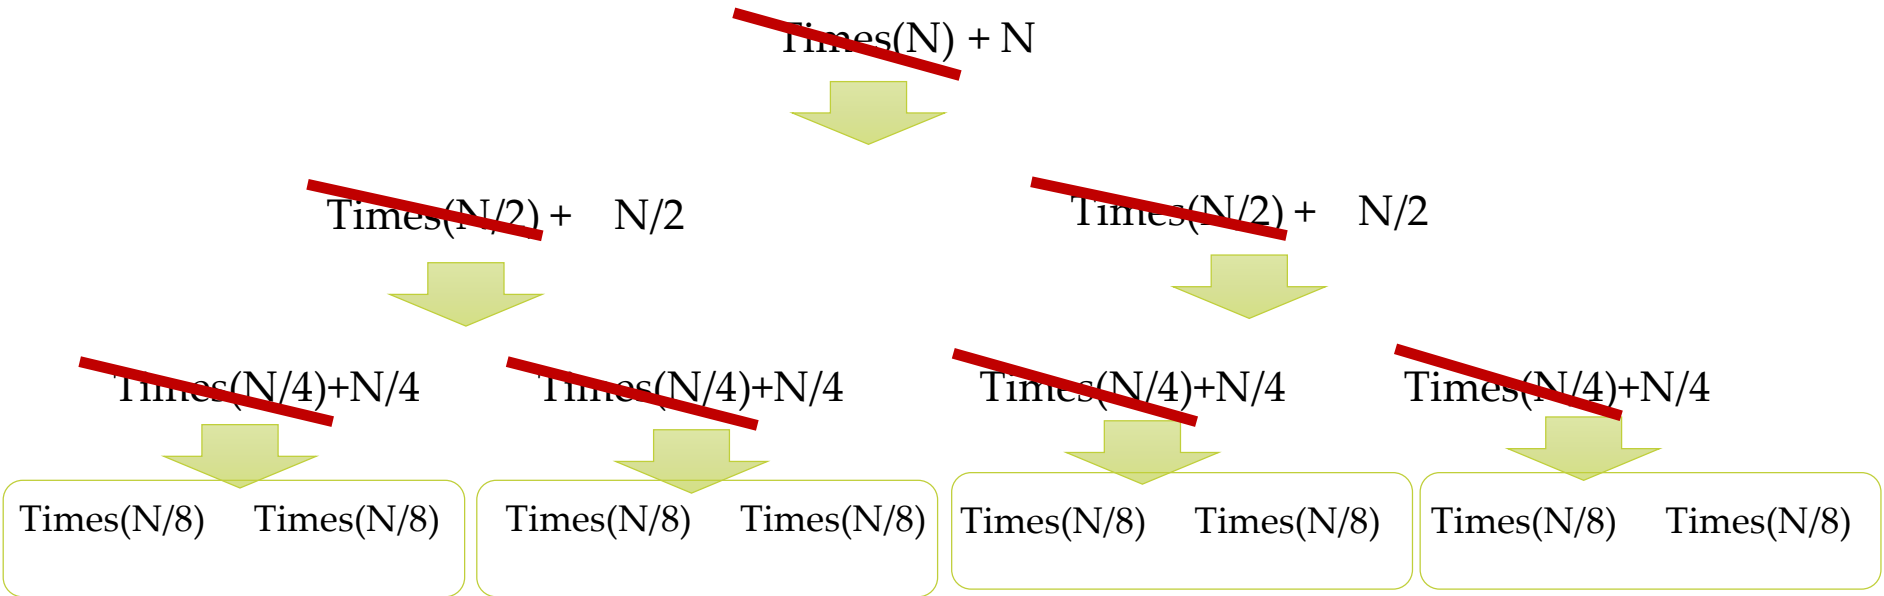 Times(N) + N
Times(N/2) + N/2 Times(N/2) + N/2
Times(N/4)+N/4 Times(N/4)+N/4 Times(N/4)+N/4 Times(N/4)+N/4
Times(N/8) Times(N/8) Times(N/8) Times(N/8) Times(N/8) Times(N/8) Times(N/8) Times(N/8)